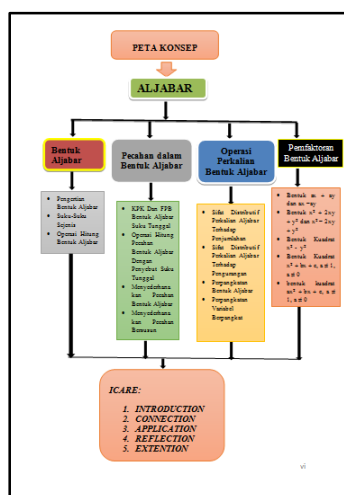 PETA KONSEP
ALJABAR
Bentuk
Aljabar
Pecahan dalam
Bentuk Aljabar
Operasi
Perkalian
Bentuk Aljabar
Pemfaktoran
Bentuk Aljabar
• Pengertian
Bentuk Aljabar
• Suku-Suku
Sejenis
• Operasi Hitung
Bentuk Aljabar
• KPK Dan FPB
Bentuk Aljabar
Suku Tunggal
• Operasi Hitung
Pecahan
Bentuk Aljabar
Dengan
Penyebut Suku
Tunggal
• Menyederhana
kan Pecahan
Bentuk Aljabar
• Menyederhana
kan Pecahan
Bersusun
• Sifat Distributif
Perkalian Aljabar
Terhadap
Penjumlahan
• Sifat Distributif
Perkalian Aljabar
Terhadap
Pengurangan
• Perpangkatan
Bentuk Aljabar
• Perpangkatan
Variabel
Berpangkat
• Bentuk ax + ay
dan ax -ay
• Bentuk x² + 2xy
+ y² dan x² - 2xy
+ y²
• Bentuk Kuadrat
x² - y²
• Bentuk Kuadrat
x² + bx + c, a ≠ 1,
a ≠ 0
• bentuk kuadrat
ax² + bx + c, a ≠
1, a ≠ 0
ICARE:
1. INTRODUCTION
2. CONNECTION
3. APPLICATION
4. REFLECTION
5. EXTENTION
vi